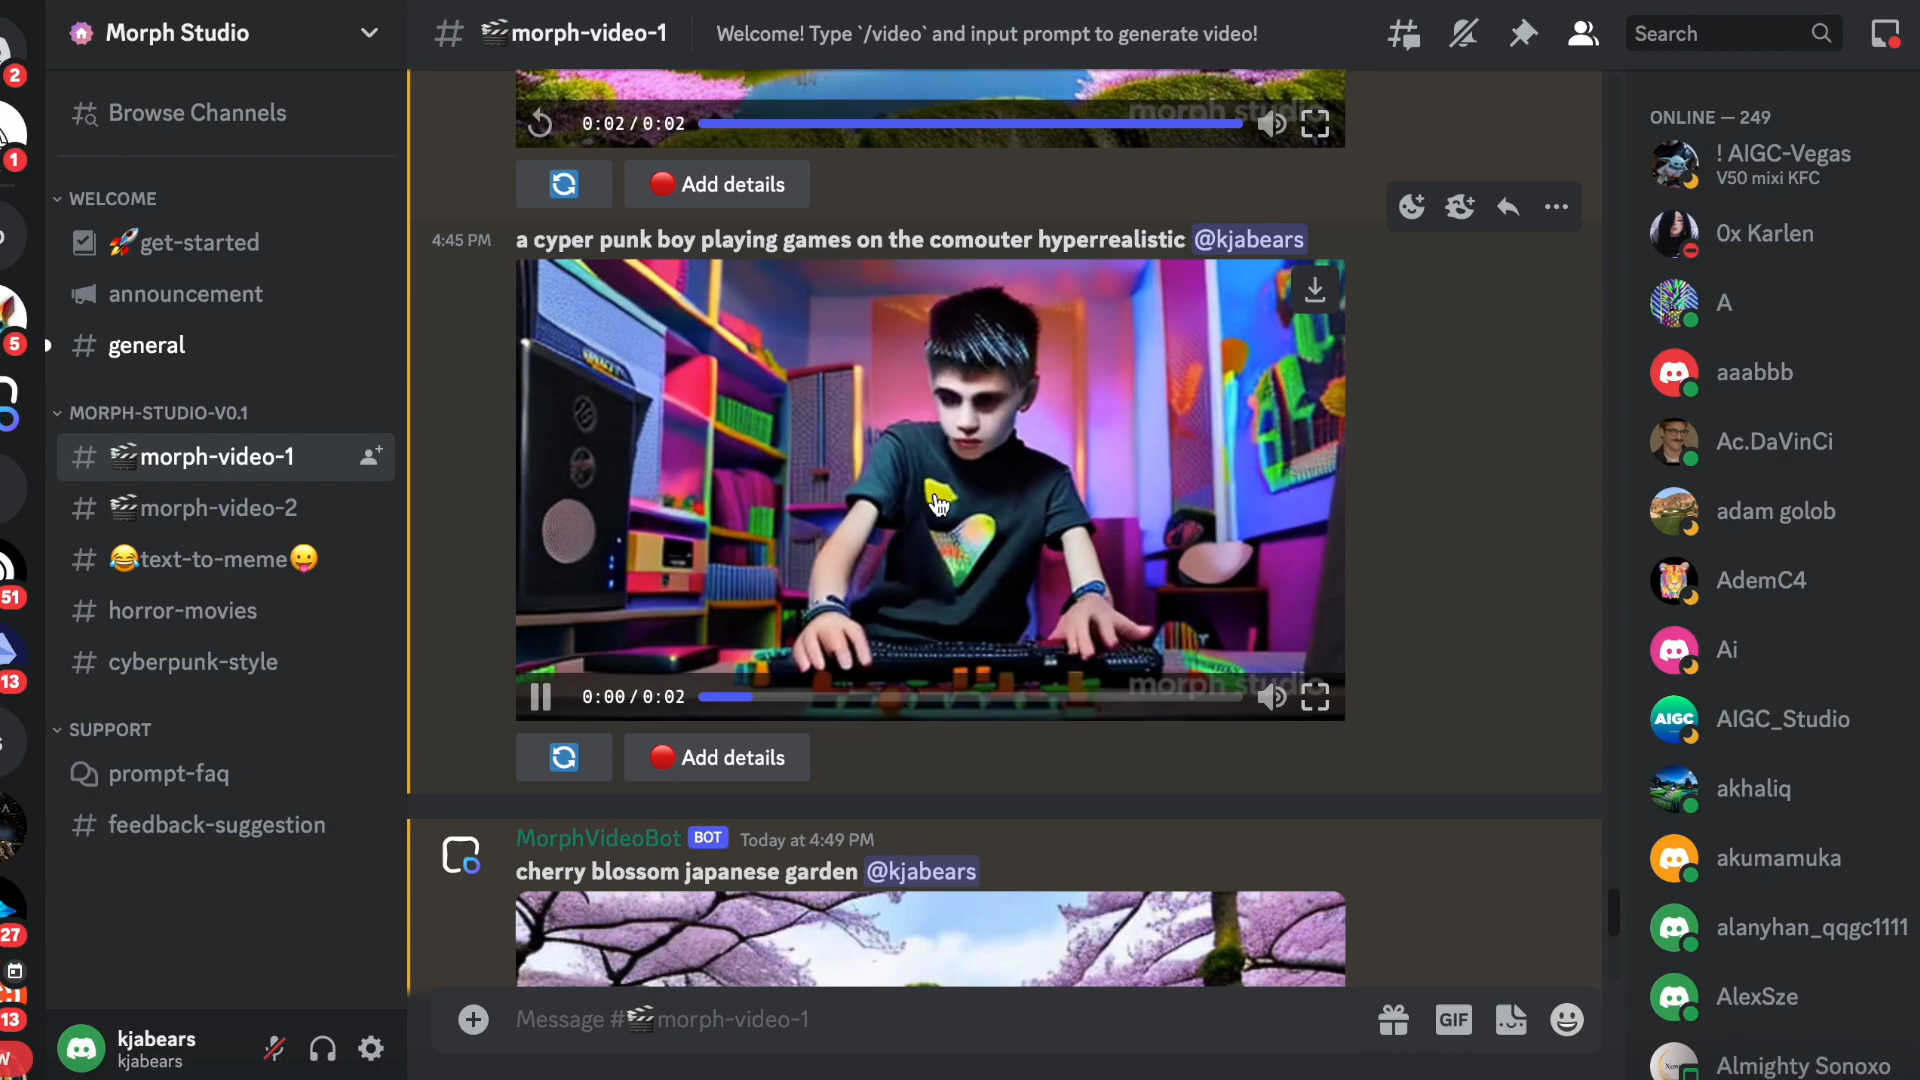 Morph Studio
Browse Channels
WELCOME
🚀get-started
announcement
# general
MORPH-STUDIO-V0.1
# 🎬morph-video-1
# 🎬morph-video-2
# 😂text-to-meme😛
# horror-movies
# cyberpunk-style
SUPPORT
prompt-faq
# feedback-suggestion
kjabears
kjabears
2
1
5
51
13
27
13
# 🎬morph-video-1
Welcome! Type `/video` and input prompt to generate video!
Search
morph studio
0:02 / 0:02
Add details
4:45 PM
a cyper punk boy playing games on the comouter hyperrealistic @kjabears
morph studio
0:00 / 0:02
Add details
MorphVideoBot BOT Today at 4:49 PM
cherry blossom japanese garden @kjabears
Message #🎬morph-video-1
GIF
ONLINE — 249
! AIGC-Vegas
V50 mixi KFC
0x Karlen
A
aaabbb
Ac.DaVinCi
adam golob
AdemC4
Ai
AIGC
AIGC_Studio
akhaliq
akumamuka
alanyhan_qqgc1111
AlexSze
Almighty Sonoxo